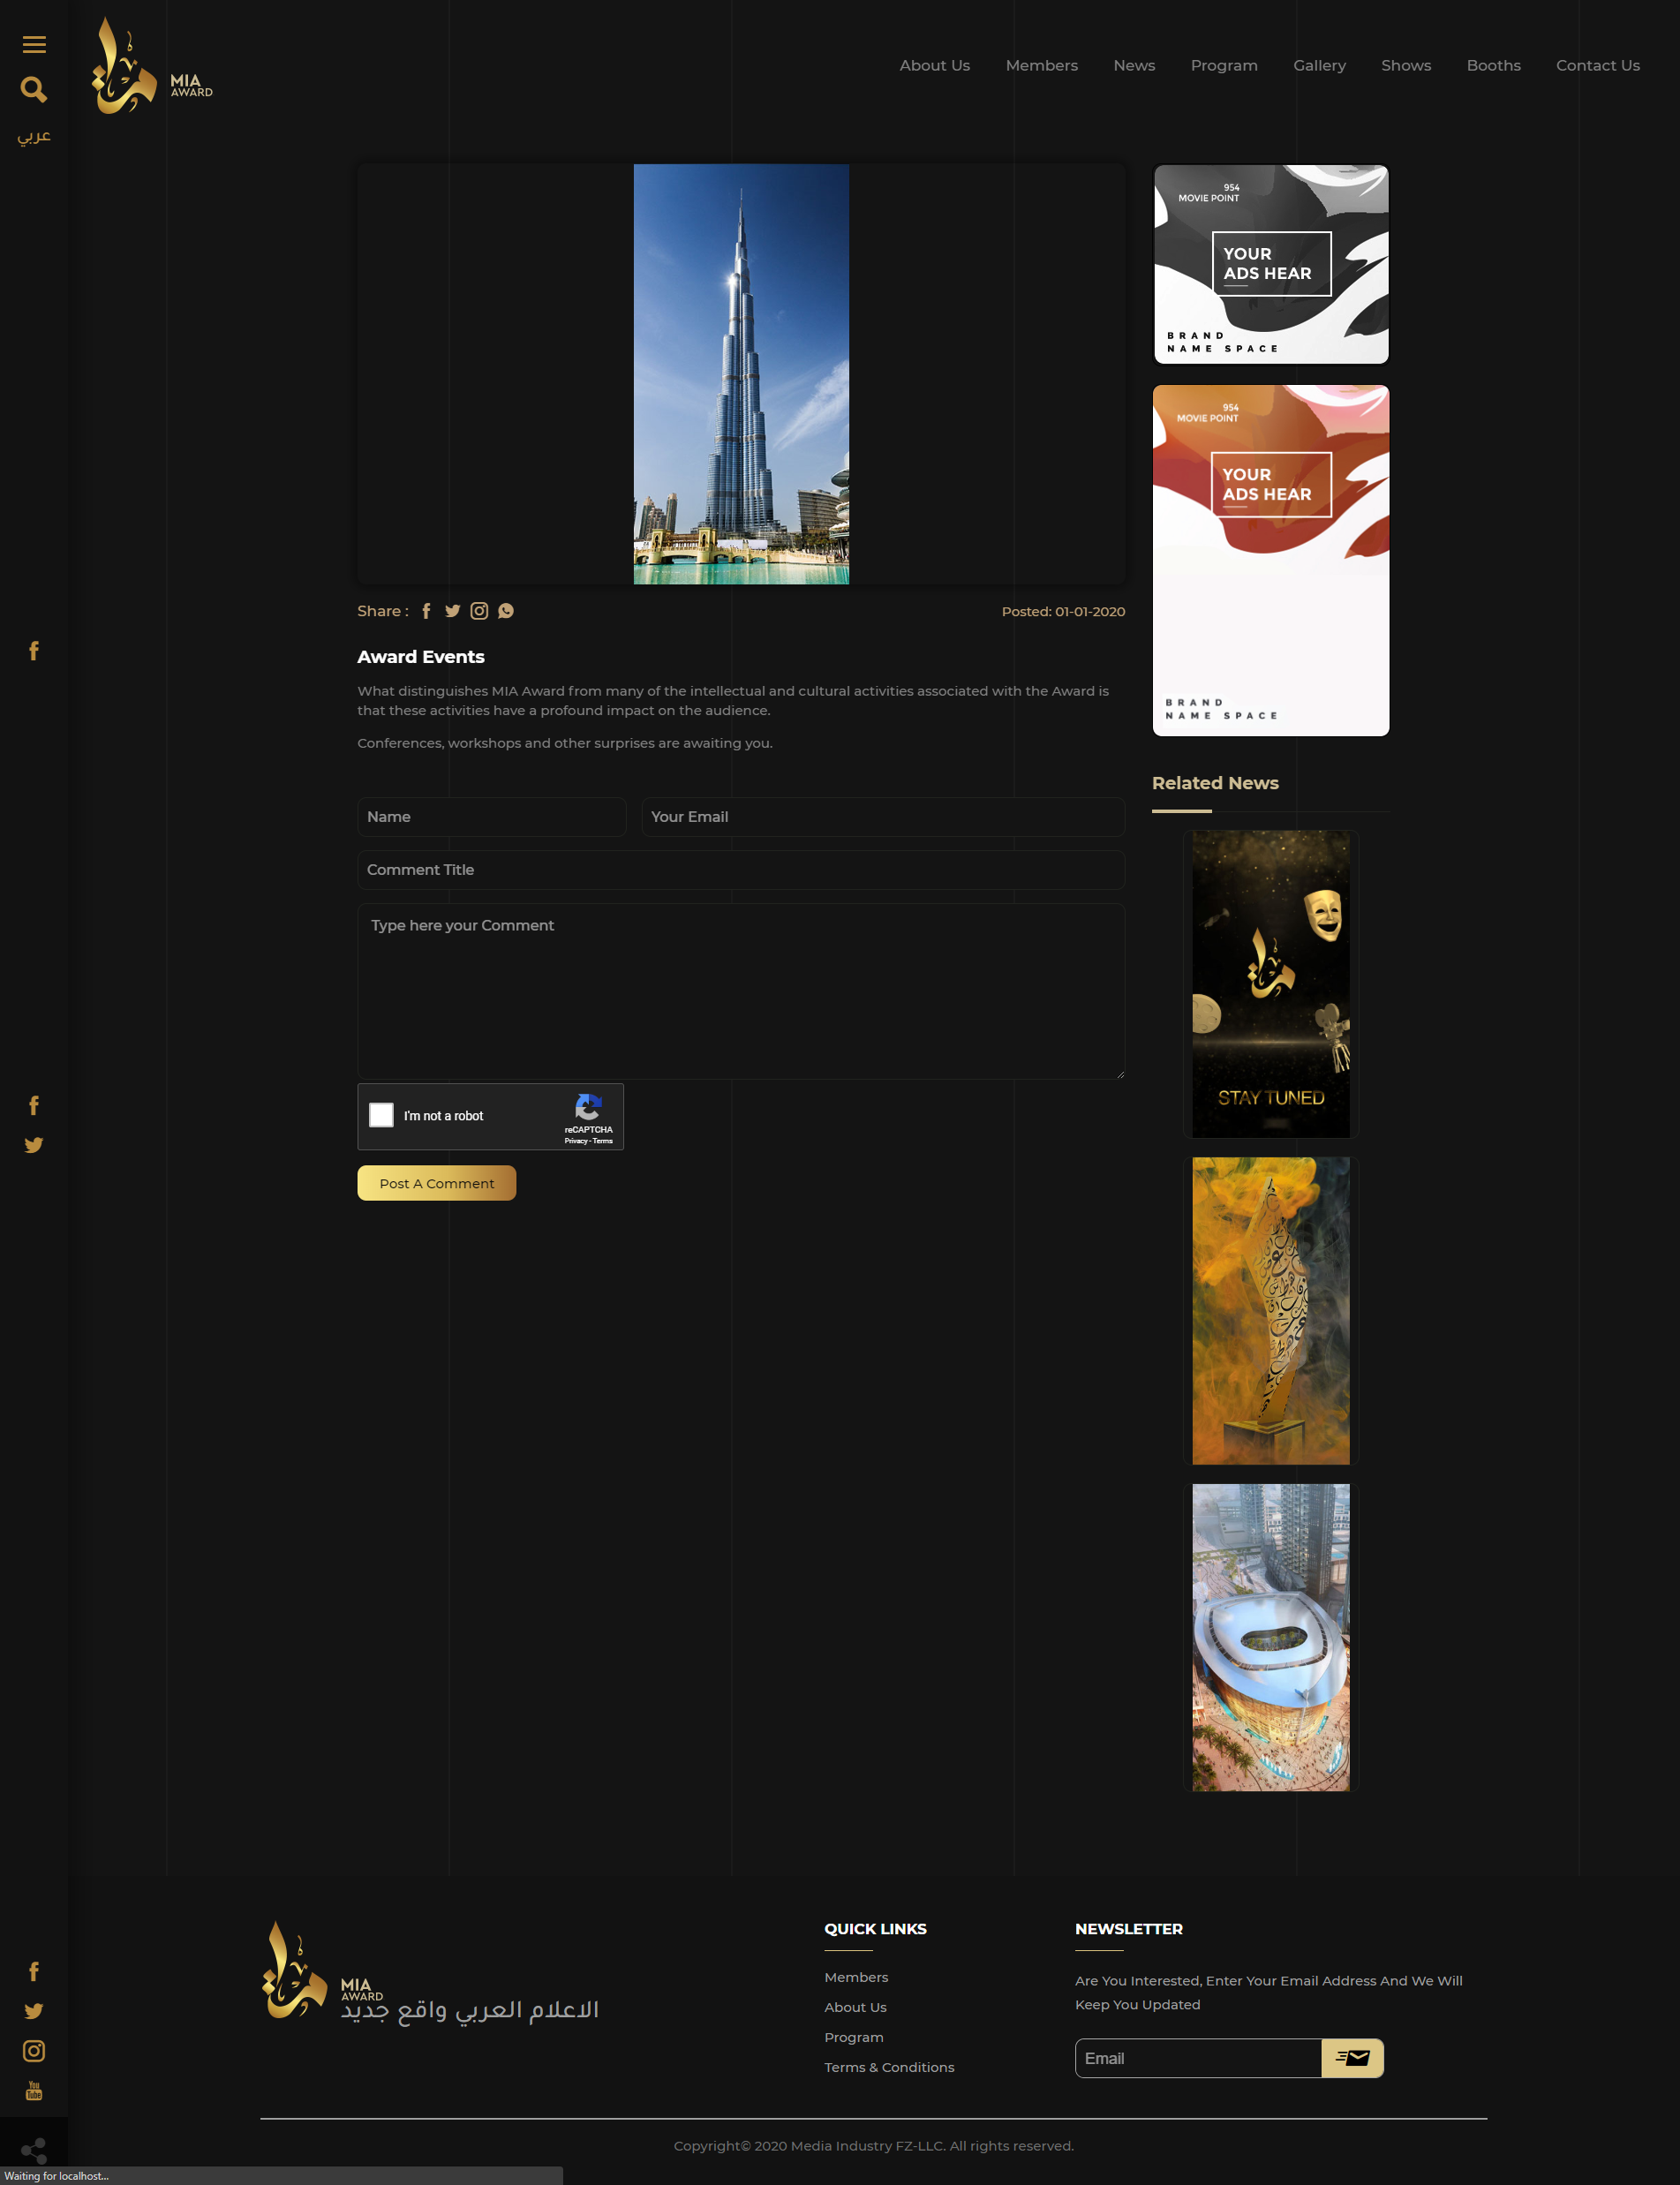 عربي
MIA
AWARD
About Us
Members
News
Program
Gallery
Shows
Booths
Contact Us
954
MOVIE POINT
YOUR
ADS HEAR
BRAND
NAME SPACE
954
MOVIE POINT
YOUR
ADS HEAR
BRAND
NAME SPACE
Share :
Posted: 01-01-2020
Award Events
What distinguishes MIA Award from many of the intellectual and cultural activities associated with the Award is
that these activities have a profound impact on the audience.
Conferences, workshops and other surprises are awaiting you.
Name
Your Email
Comment Title
Type here your Comment
I'm not a robot
reCAPTCHA
Privacy - Terms
Post A Comment
Related News
STAY TUNED
MIA
AWARD
الاعلام العربي واقع جديد
QUICK LINKS
Members
About Us
Program
Terms & Conditions
NEWSLETTER
Are You Interested, Enter Your Email Address And We Will
Keep You Updated
Email
You
Tube
Copyright© 2020 Media Industry FZ-LLC. All rights reserved.
Waiting for localhost...